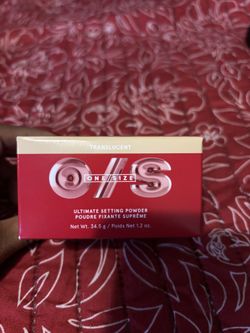 TRANSLUCENT
O/S
ONE/SIZE
ULTIMATE SETTING POWDER
POUDRE FIXANTE SUPRÊME
Net Wt. 34.5 g / Poids Net 1.2 oz.